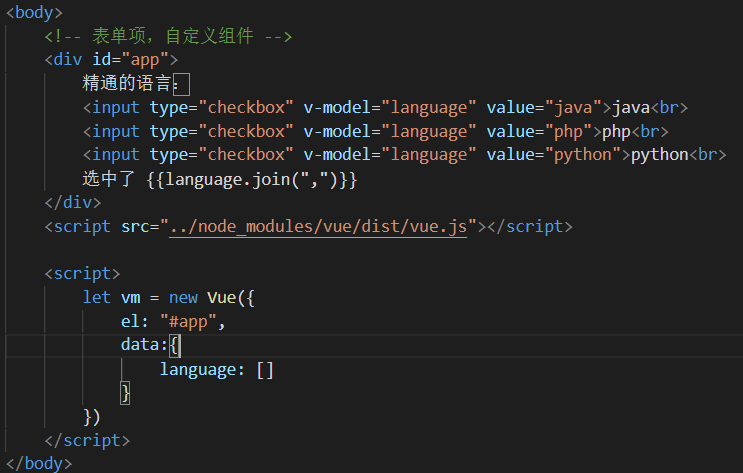 <body>
<!-- 表单项，自定义组件 -->
<div id="app">
精通的语言：
<input type="checkbox" v-model="language" value="java">java<br>
<input type="checkbox" v-model="language" value="php">php<br>
<input type="checkbox" v-model="language" value="python">python<br>
选中了 {{language.join(",")}}
</div>
<script src="../node_modules/vue/dist/vue.js"></script>
<script>
let vm = new Vue({
el: "#app",
data:{
language: []
}
})
</script>
</body>